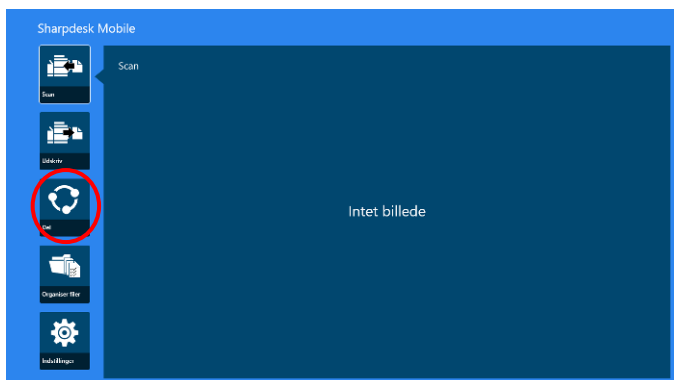 Sharpdesk Mobile
Scan
Scan
Udskriv
Del
Organiser filer
Indstillinger
Intet billede